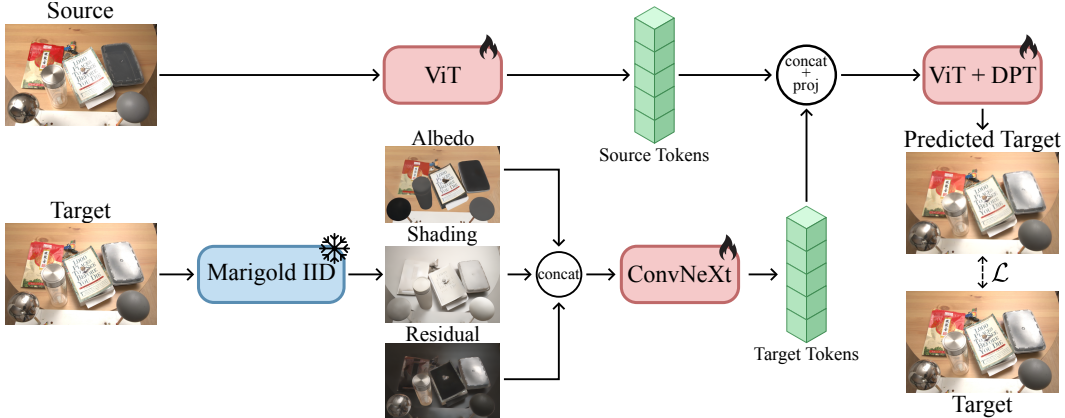 Source
ViT
Source Tokens
concat
+
proj
ViT + DPT
Predicted Target
Target
Marigold IID
Albedo
Shading
Residual
concat
ConvNeXt
Target Tokens
ℒ
Target